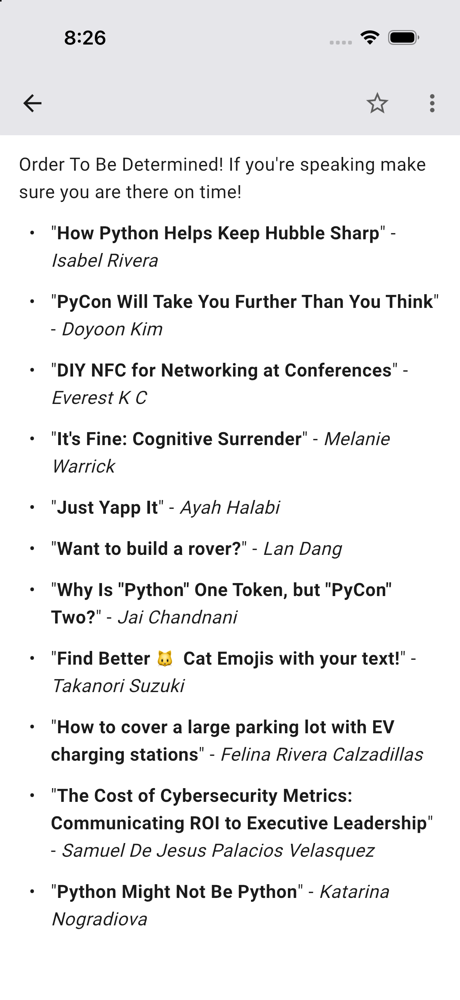 8:26
Order To Be Determined! If you're speaking make
sure you are there on time!
• "How Python Helps Keep Hubble Sharp" -
Isabel Rivera
• "PyCon Will Take You Further Than You Think"
- Doyoon Kim
• "DIY NFC for Networking at Conferences" -
Everest K C
• "It's Fine: Cognitive Surrender" - Melanie
Warrick
• "Just Yapp It" - Ayah Halabi
• "Want to build a rover?" - Lan Dang
• "Why Is "Python" One Token, but "PyCon"
Two?" - Jai Chandnani
• "Find Better 🐱 Cat Emojis with your text!" -
Takanori Suzuki
• "How to cover a large parking lot with EV
charging stations" - Felina Rivera Calzadillas
• "The Cost of Cybersecurity Metrics:
Communicating ROI to Executive Leadership"
- Samuel De Jesus Palacios Velasquez
• "Python Might Not Be Python" - Katarina
Nogradiova